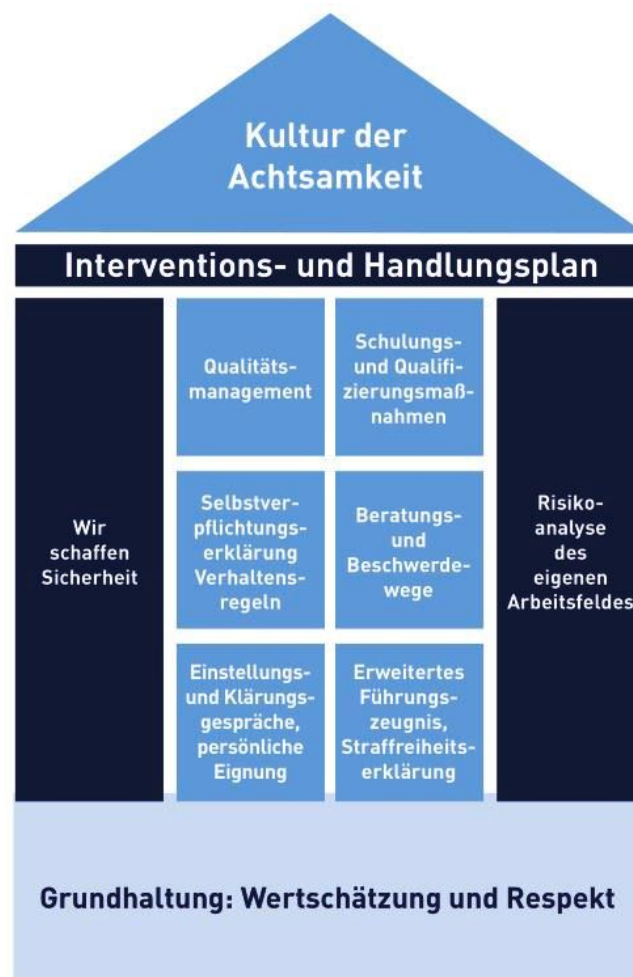 Kultur der
Achtsamkeit
Interventions- und Handlungsplan
Wir
schaffen
Sicherheit
Qualitäts-
management
Schulungs-
und Qualifi-
zierungsmaß-
nahmen
Selbstver-
pflichtungs-
erklärung
Verhaltens-
regeln
Beratungs-
und
Beschwerde-
wege
Einstellungs-
und Klärungs-
gespräche,
persönliche
Eignung
Erweitertes
Führungs-
zeugnis,
Straffreiheits-
erklärung
Risiko-
analyse
des
eigenen
Arbeitsfeldes
Grundhaltung: Wertschätzung und Respekt